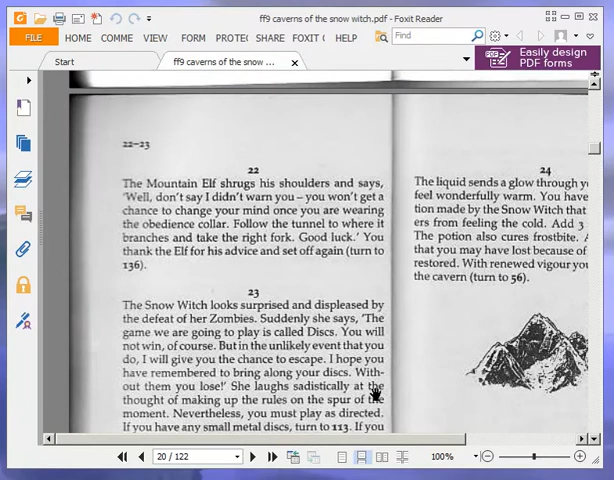 ff9 caverns of the snow witch.pdf - Foxit Reader
FILE HOME COMME VIEW FORM PROTE SHARE FOXIT C HELP Find
Easily design
PDF forms
Start ff9 caverns of the snow ...
22–23
22
The Mountain Elf shrugs his shoulders and says,
'Well, don't say I didn't warn you – you won't get a
chance to change your mind once you are wearing
the obedience collar. Follow the tunnel to where it
branches and take the right fork. Good luck.' You
thank the Elf for his advice and set off again (turn to
136).
23
The Snow Witch looks surprised and displeased by
the defeat of her Zombies. Suddenly she says, 'The
game we are going to play is called Discs. You will
not win, of course. But in the unlikely event that you
do, I will give you the chance to escape. I hope you
have remembered to bring along your discs. With-
out them you lose!' She laughs sadistically at the
thought of making up the rules on the spur of the
moment. Nevertheless, you must play as directed.
If you have any small metal discs, turn to 113. If you
24
The liquid sends a glow through y
feel wonderfully warm. You have
tion made by the Snow Witch that
ers from feeling the cold. Add 3
The potion also cures frostbite. A
that you may have lost because of
restored. With renewed vigour yo
the cavern (turn to 56).
20 / 122
100%